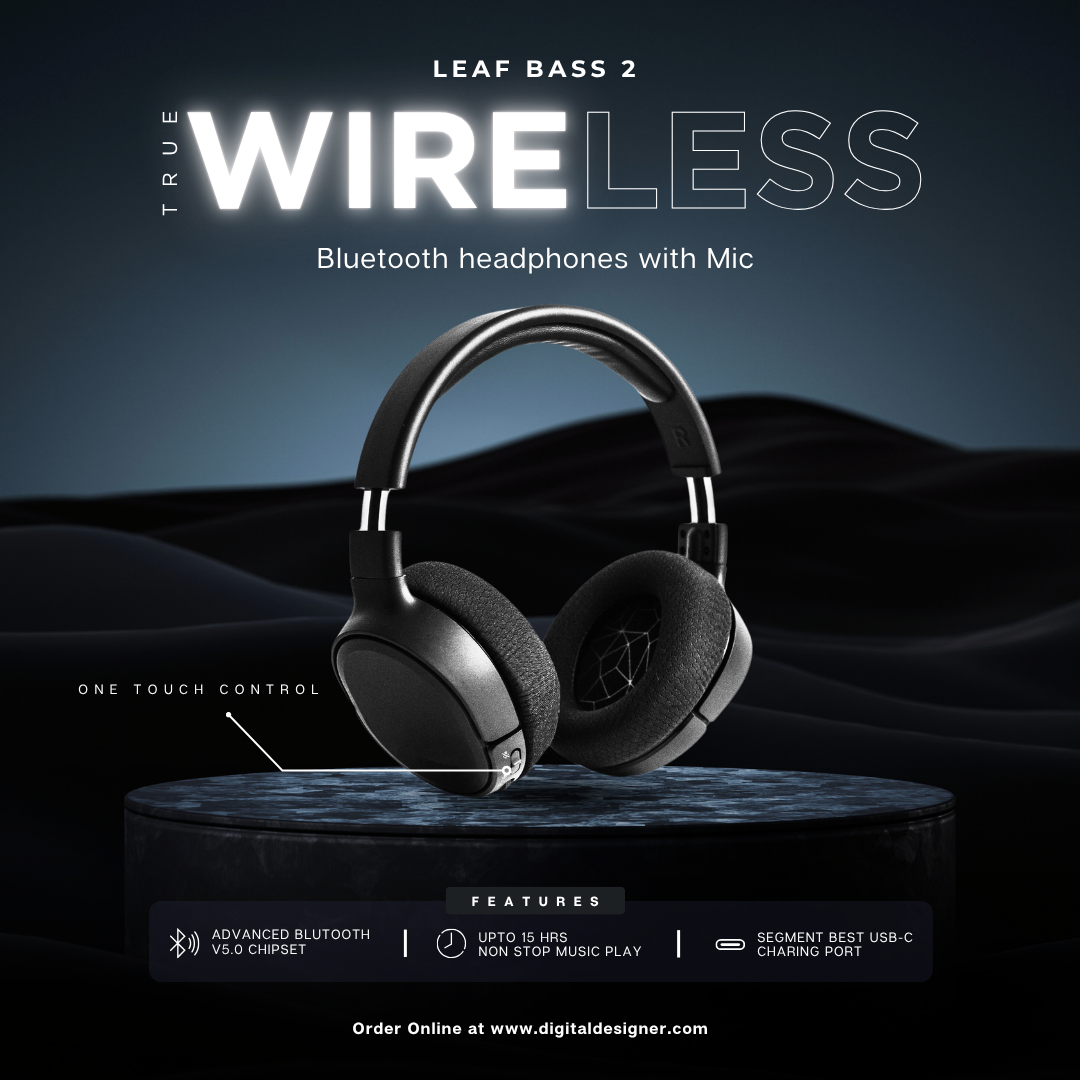 LEAF BASS 2
TRUE
WIRELESS
Bluetooth headphones with Mic
ONE TOUCH CONTROL
FEATURES
ADVANCED BLUTOOTH
V5.0 CHIPSET
UPTO 15 HRS
NON STOP MUSIC PLAY
SEGMENT BEST USB-C
CHARING PORT
Order Online at www.digitaldesigner.com